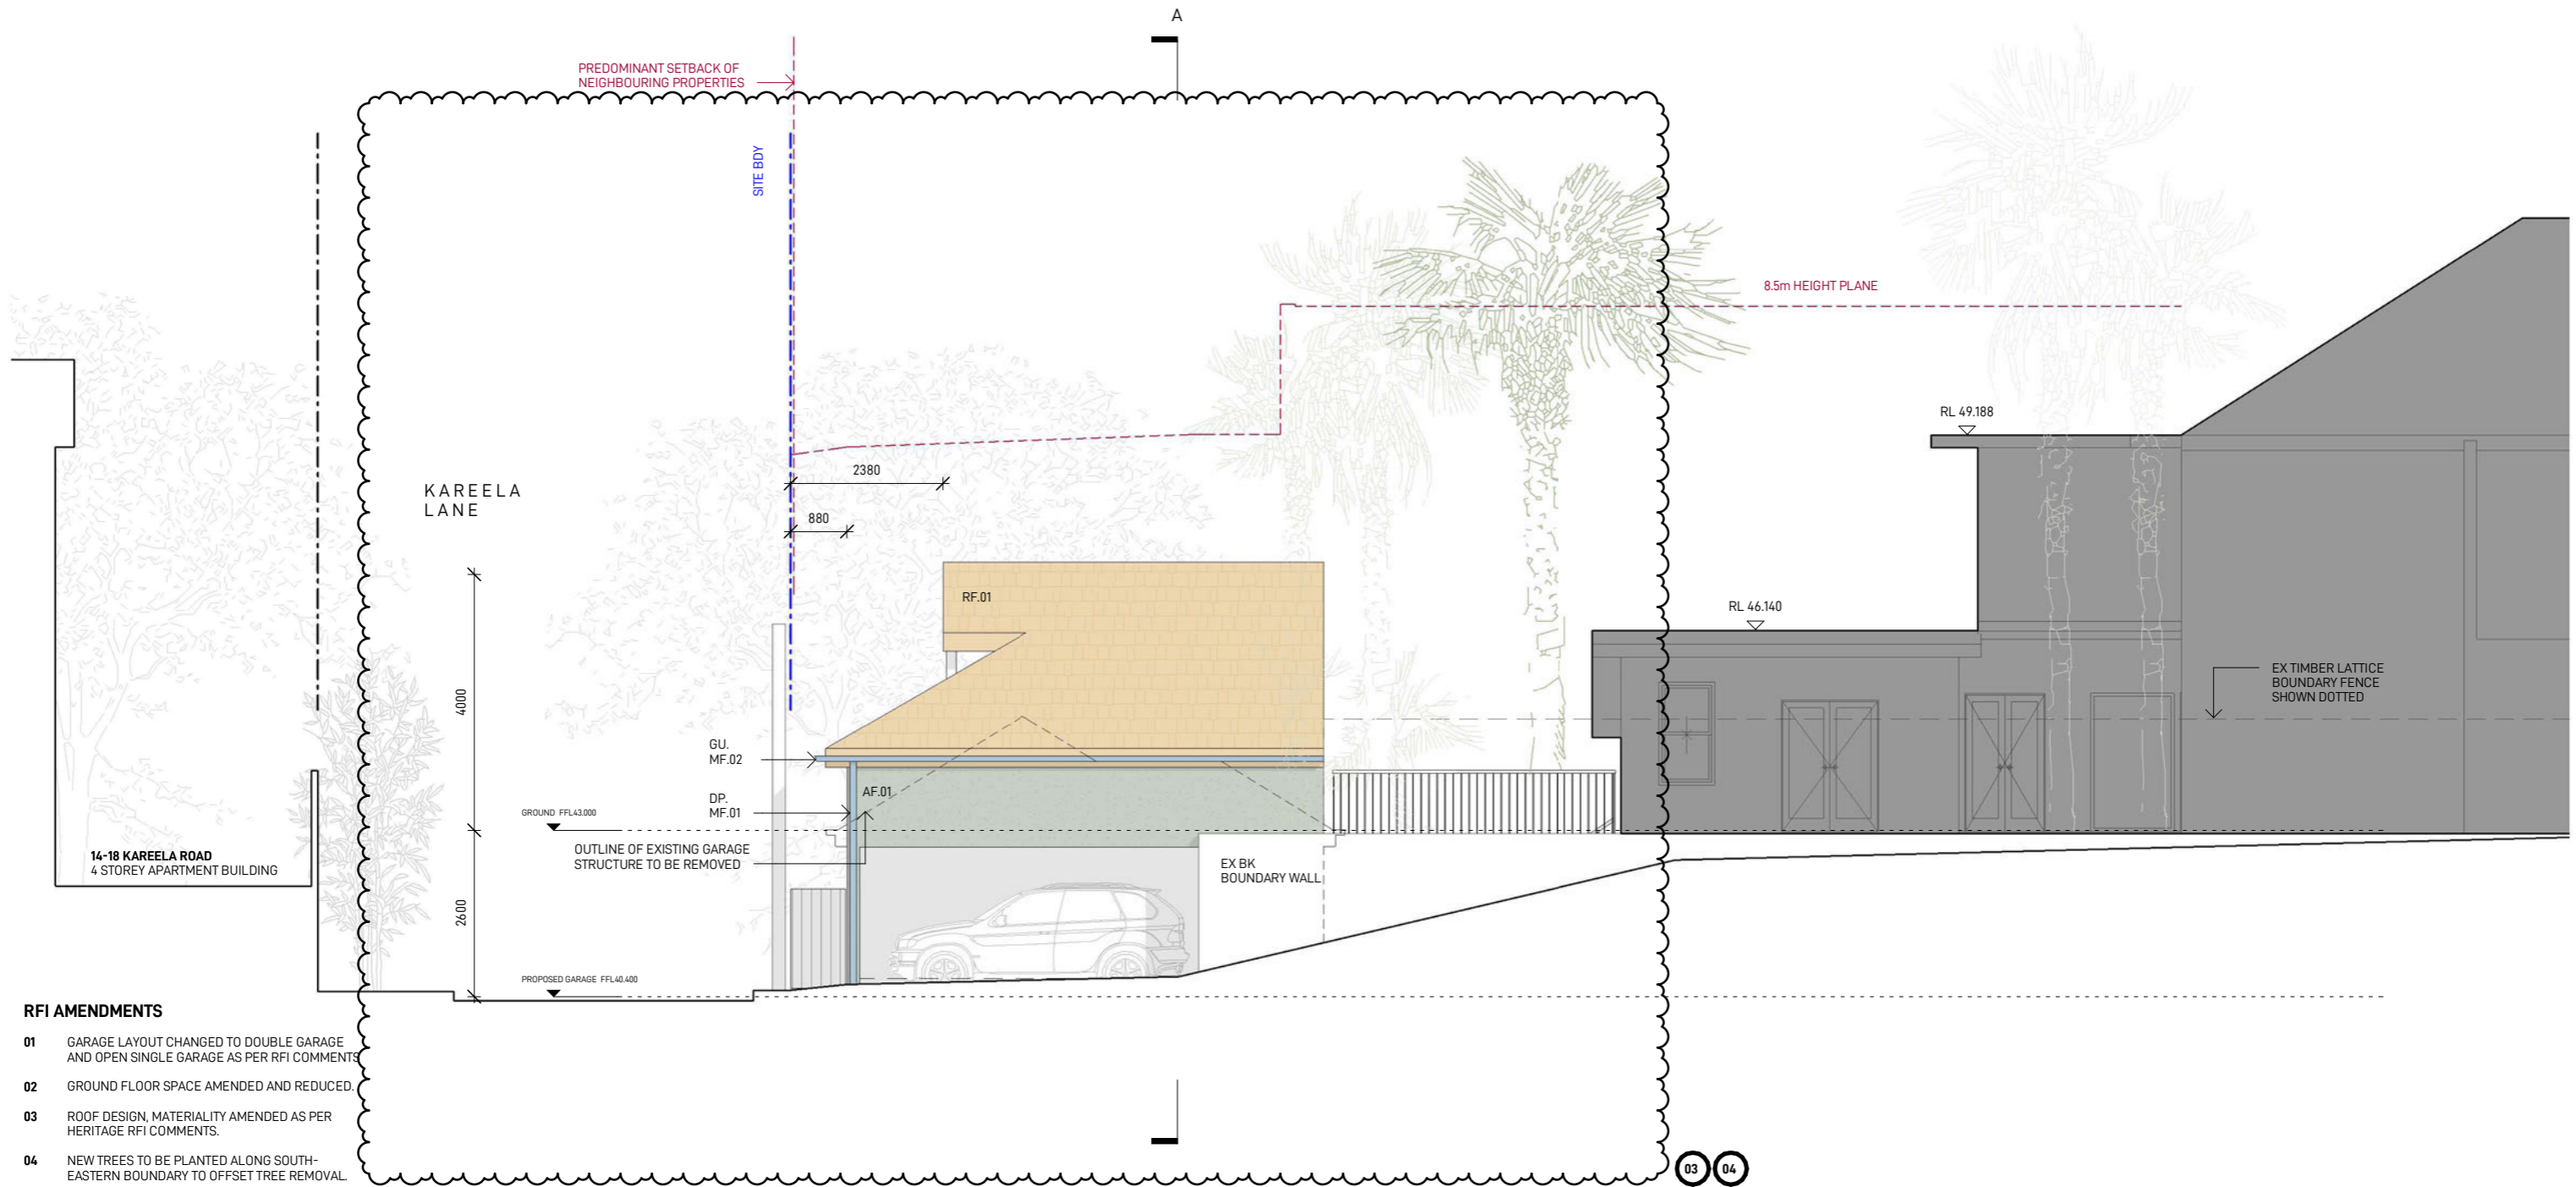 A
PREDOMINANT SETBACK OF
NEIGHBOURING PROPERTIES
SITE BDY
8.5m HEIGHT PLANE
RL 49.188
2380
KAREELA
LANE
880
RF.01
RL 46.140
EX TIMBER LATTICE
BOUNDARY FENCE
SHOWN DOTTED
4000
GU.
MF.02
AF.01
DP.
MF.01
GROUND FFL43.000
OUTLINE OF EXISTING GARAGE
STRUCTURE TO BE REMOVED
EX BK
BOUNDARY WALL
14-18 KAREELA ROAD
4 STOREY APARTMENT BUILDING
2600
PROPOSED GARAGE FFL40.400
RFI AMENDMENTS
01 GARAGE LAYOUT CHANGED TO DOUBLE GARAGE
AND OPEN SINGLE GARAGE AS PER RFI COMMENTS
02 GROUND FLOOR SPACE AMENDED AND REDUCED.
03 ROOF DESIGN, MATERIALITY AMENDED AS PER
HERITAGE RFI COMMENTS.
04 NEW TREES TO BE PLANTED ALONG SOUTH-
EASTERN BOUNDARY TO OFFSET TREE REMOVAL.
03 04